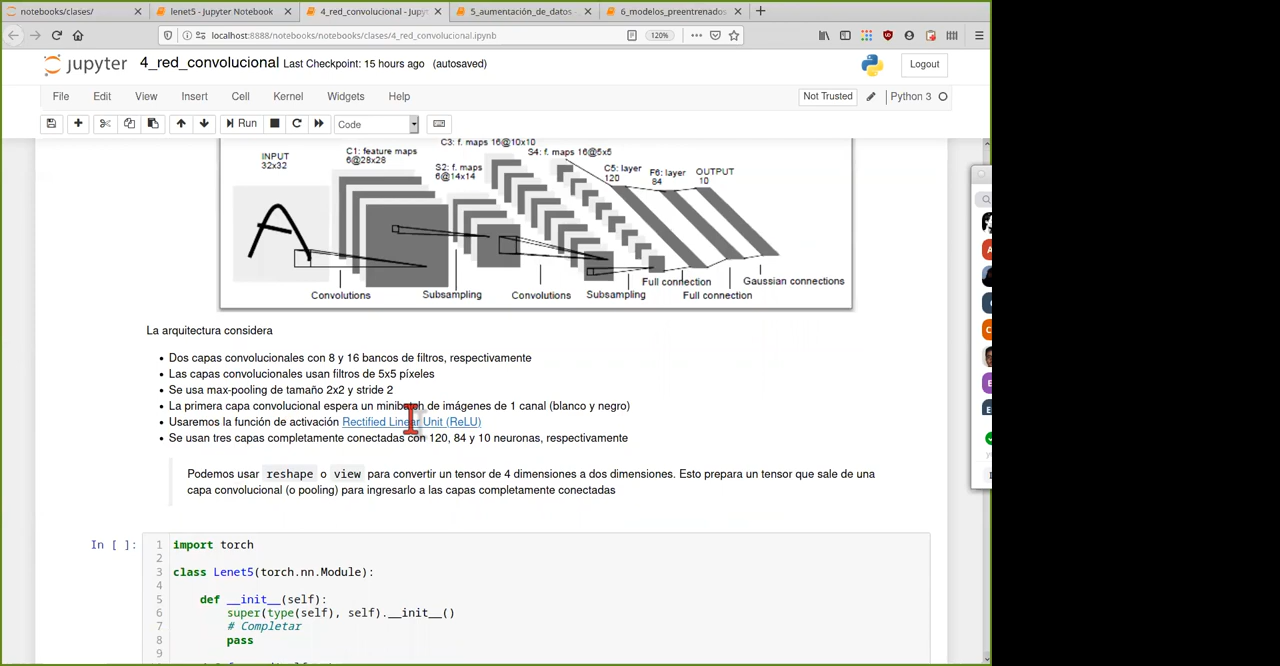 notebooks/clases/
lenet5 - Jupyter Notebook
4_red_convolucional - Jupy
5_aumentación_de_datos -
6_modelos_preentrenados
localhost:8888/notebooks/notebooks/clases/4_red_convolucional.ipynb
120%
jupyter 4_red_convolucional Last Checkpoint: 15 hours ago (autosaved)
Logout
File Edit View Insert Cell Kernel Widgets Help
Not Trusted
Python 3
Run
Code
INPUT
32x32
C1: feature maps
6@28x28
S2: f. maps
6@14x14
C3: f. maps 16@10x10
S4: f. maps 16@5x5
C5: layer
120
F6: layer
84
OUTPUT
10
A
Convolutions
Subsampling
Convolutions
Subsampling
Full connection
Full connection
Gaussian connections
La arquitectura considera
• Dos capas convolucionales con 8 y 16 bancos de filtros, respectivamente
• Las capas convolucionales usan filtros de 5x5 píxeles
• Se usa max-pooling de tamaño 2x2 y stride 2
• La primera capa convolucional espera un minibatch de imágenes de 1 canal (blanco y negro)
• Usaremos la función de activación Rectified Linear Unit (ReLU)
• Se usan tres capas completamente conectadas con 120, 84 y 10 neuronas, respectivamente
Podemos usar reshape o view para convertir un tensor de 4 dimensiones a dos dimensiones. Esto prepara un tensor que sale de una
capa convolucional (o pooling) para ingresarlo a las capas completamente conectadas
In [ ]:
1 import torch
2
3 class Lenet5(torch.nn.Module):
4
5     def __init__(self):
6         super(type(self), self).__init__()
7         # Completar
8         pass
9